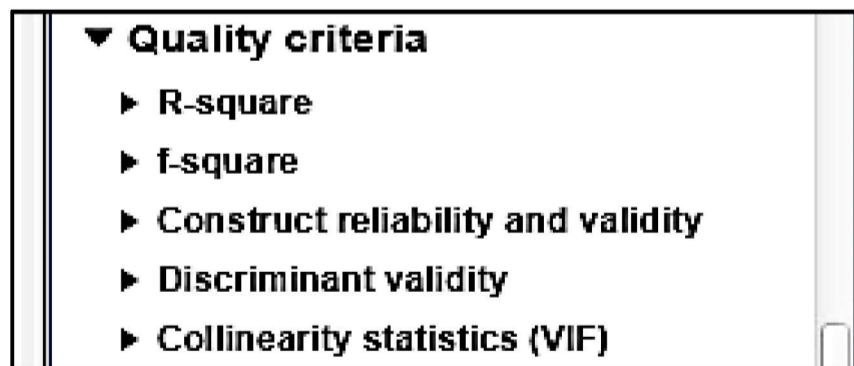 Quality criteria
R-square
f-square
Construct reliability and validity
Discriminant validity
Collinearity statistics (VIF)